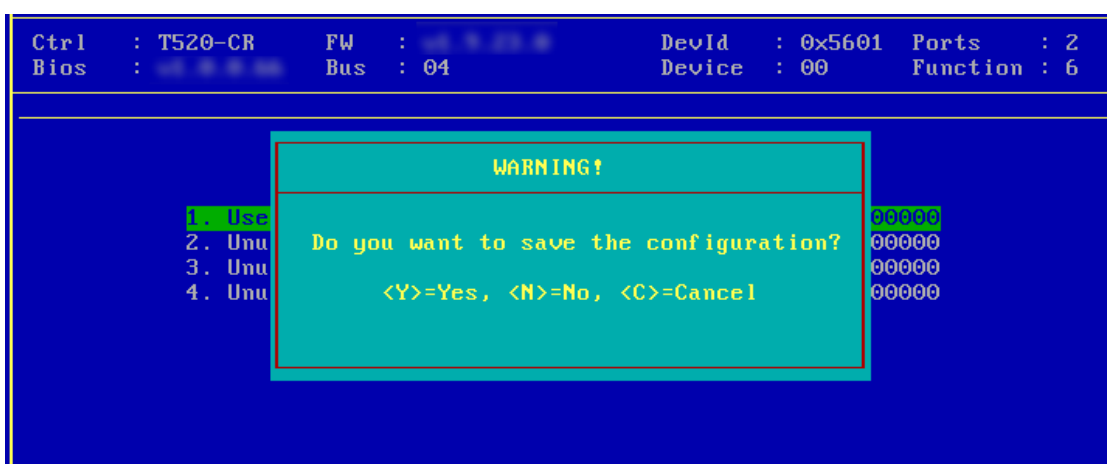 Ctrl : T520-CR FW : DevId : 0x5601 Ports : 2
Bios : Bus : 04 Device : 00 Function : 6
WARNING!
1. Use 00000
2. Unu Do you want to save the configuration? 00000
3. Unu 00000
4. Unu <Y>=Yes, <N>=No, <C>=Cancel 00000